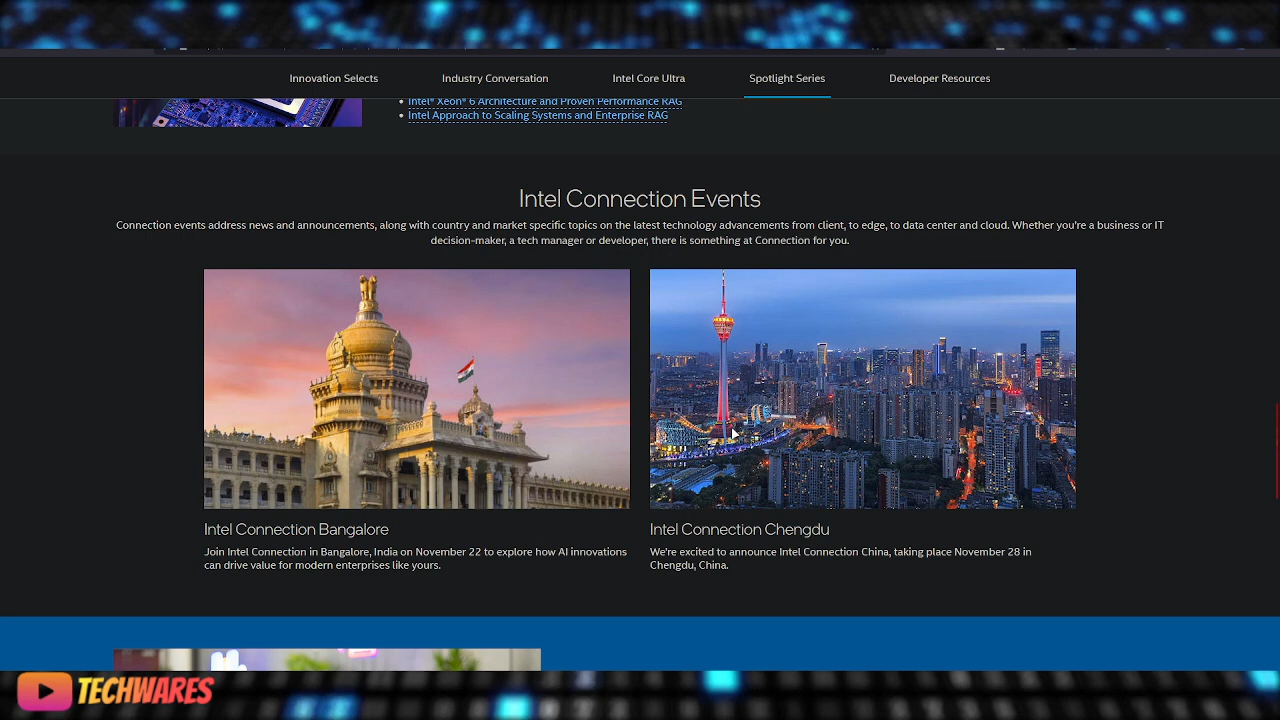 Innovation Selects
Industry Conversation
Intel Core Ultra
Spotlight Series
Developer Resources
Intel® Xeon® 6 Architecture and Proven Performance RAG
Intel Approach to Scaling Systems and Enterprise RAG
Intel Connection Events
Connection events address news and announcements, along with country and market specific topics on the latest technology advancements from client, to edge, to data center and cloud. Whether you're a business or IT
decision-maker, a tech manager or developer, there is something at Connection for you.
Intel Connection Bangalore
Join Intel Connection in Bangalore, India on November 22 to explore how AI innovations
can drive value for modern enterprises like yours.
Intel Connection Chengdu
We're excited to announce Intel Connection China, taking place November 28 in
Chengdu, China.
TECHWARES